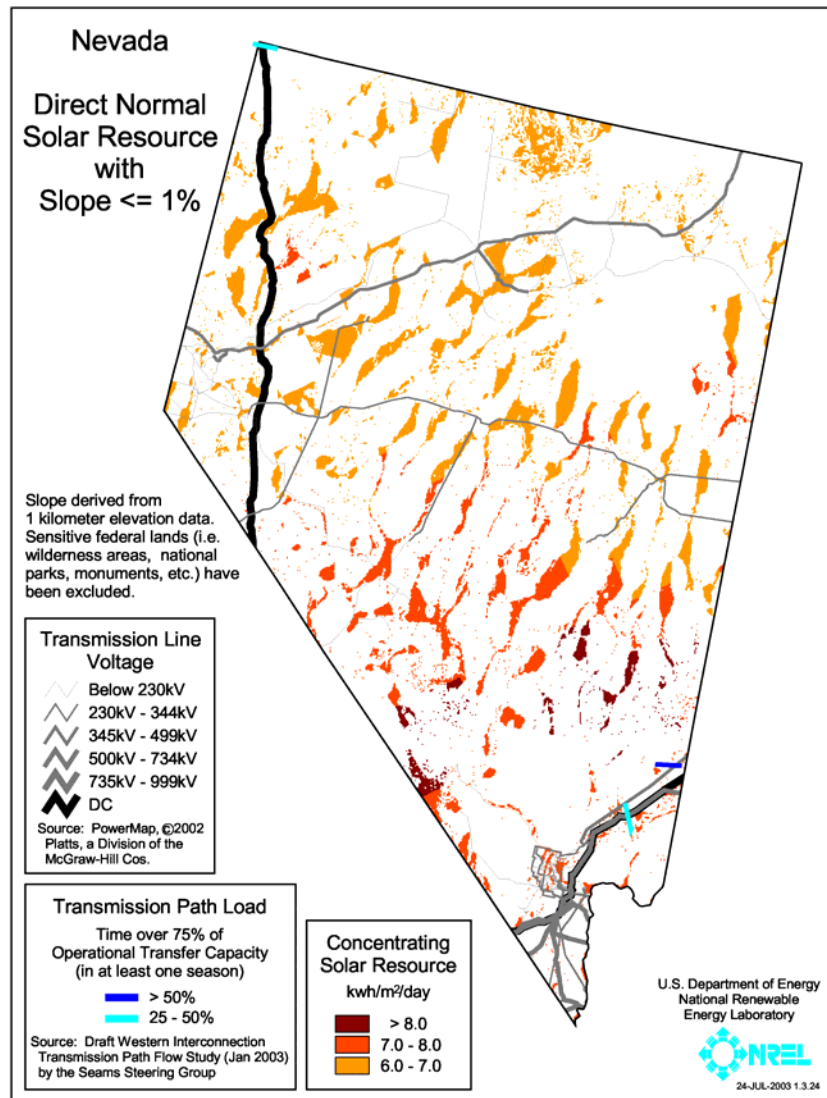 Nevada
Direct Normal
Solar Resource
with
Slope <= 1%
Slope derived from
1 kilometer elevation data.
Sensitive federal lands (i.e.
wilderness areas, national
parks, monuments, etc.) have
been excluded.
Transmission Line
Voltage
Below 230kV
230kV - 344kV
345kV - 499kV
500kV - 734kV
735kV - 999kV
DC
Source: PowerMap, ©2002
Platts, a Division of the
McGraw-Hill Cos.
Transmission Path Load
Time over 75% of
Operational Transfer Capacity
(in at least one season)
> 50%
25 - 50%
Source: Draft Western Interconnection
Transmission Path Flow Study (Jan 2003)
by the Seams Steering Group
Concentrating
Solar Resource
kwh/m²/day
> 8.0
7.0 - 8.0
6.0 - 7.0
U.S. Department of Energy
National Renewable
Energy Laboratory
NREL
24-JUL-2003 1.3.24